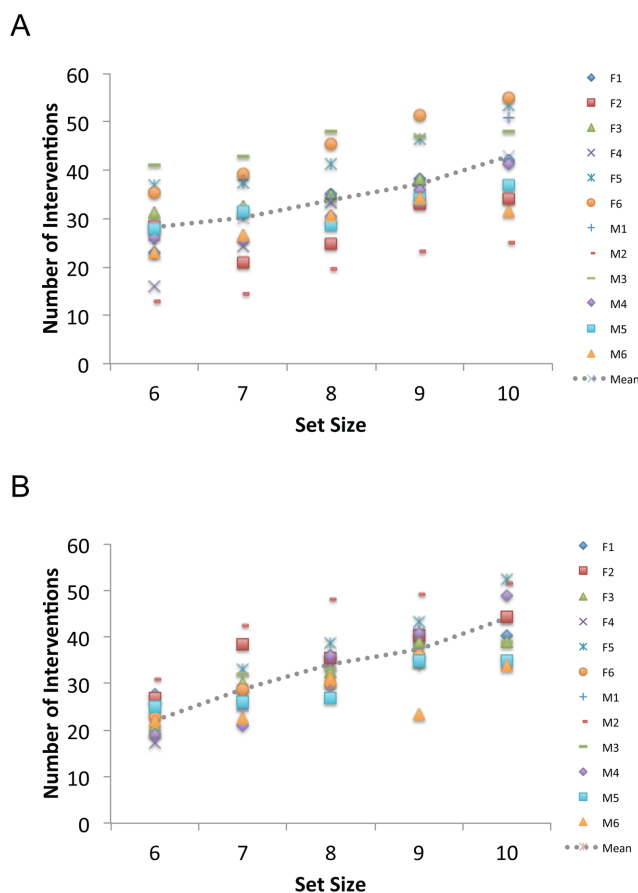 A
Number of Interventions
60
50
40
30
20
10
0
6 7 8 9 10
Set Size
F1
F2
F3
F4
F5
F6
M1
M2
M3
M4
M5
M6
Mean
B
Number of Interventions
60
50
40
30
20
10
0
6 7 8 9 10
Set Size
F1
F2
F3
F4
F5
F6
M1
M2
M3
M4
M5
M6
Mean